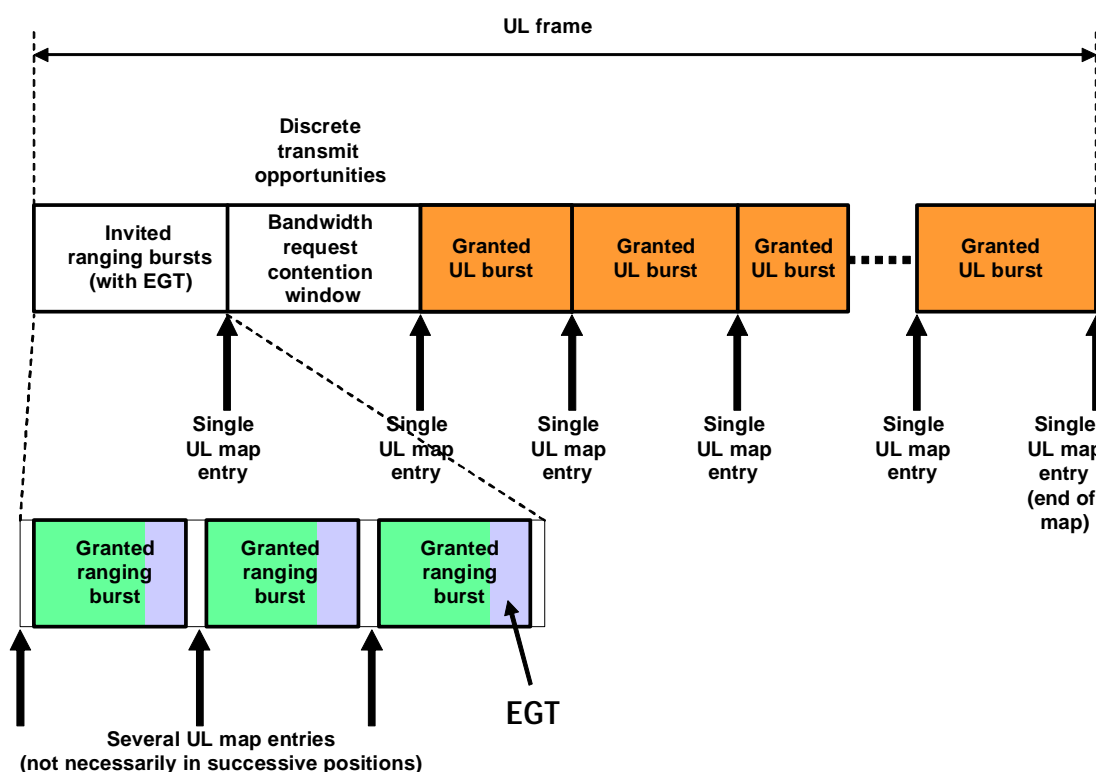 UL frame
Discrete
transmit
opportunities
Invited
ranging bursts
(with EGT)
Bandwidth
request
contention
window
Granted
UL burst
Granted
UL burst
Granted
UL burst
Granted
UL burst
Single
UL map
entry
Single
UL map
entry
Single
UL map
entry
Single
UL map
entry
Single
UL map
entry
Single
UL map
entry
(end of
map)
Granted
ranging
burst
Granted
ranging
burst
Granted
ranging
burst
EGT
Several UL map entries
(not necessarily in successive positions)